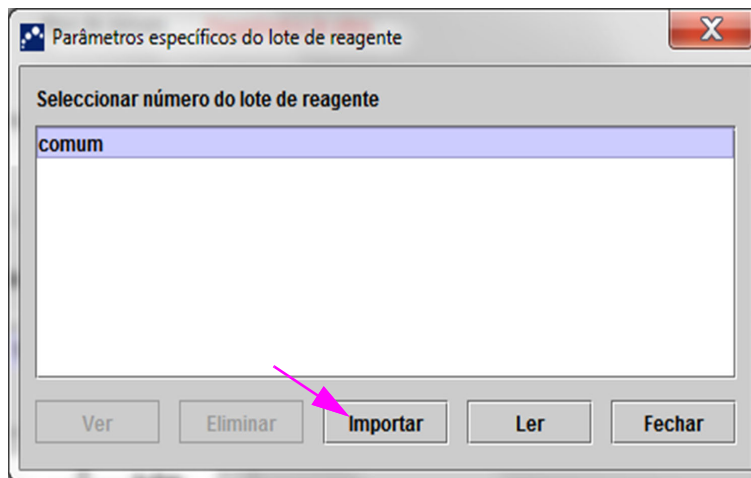 Parâmetros específicos do lote de reagente
Seleccionar número do lote de reagente
comum
Ver Eliminar Importar Ler Fechar